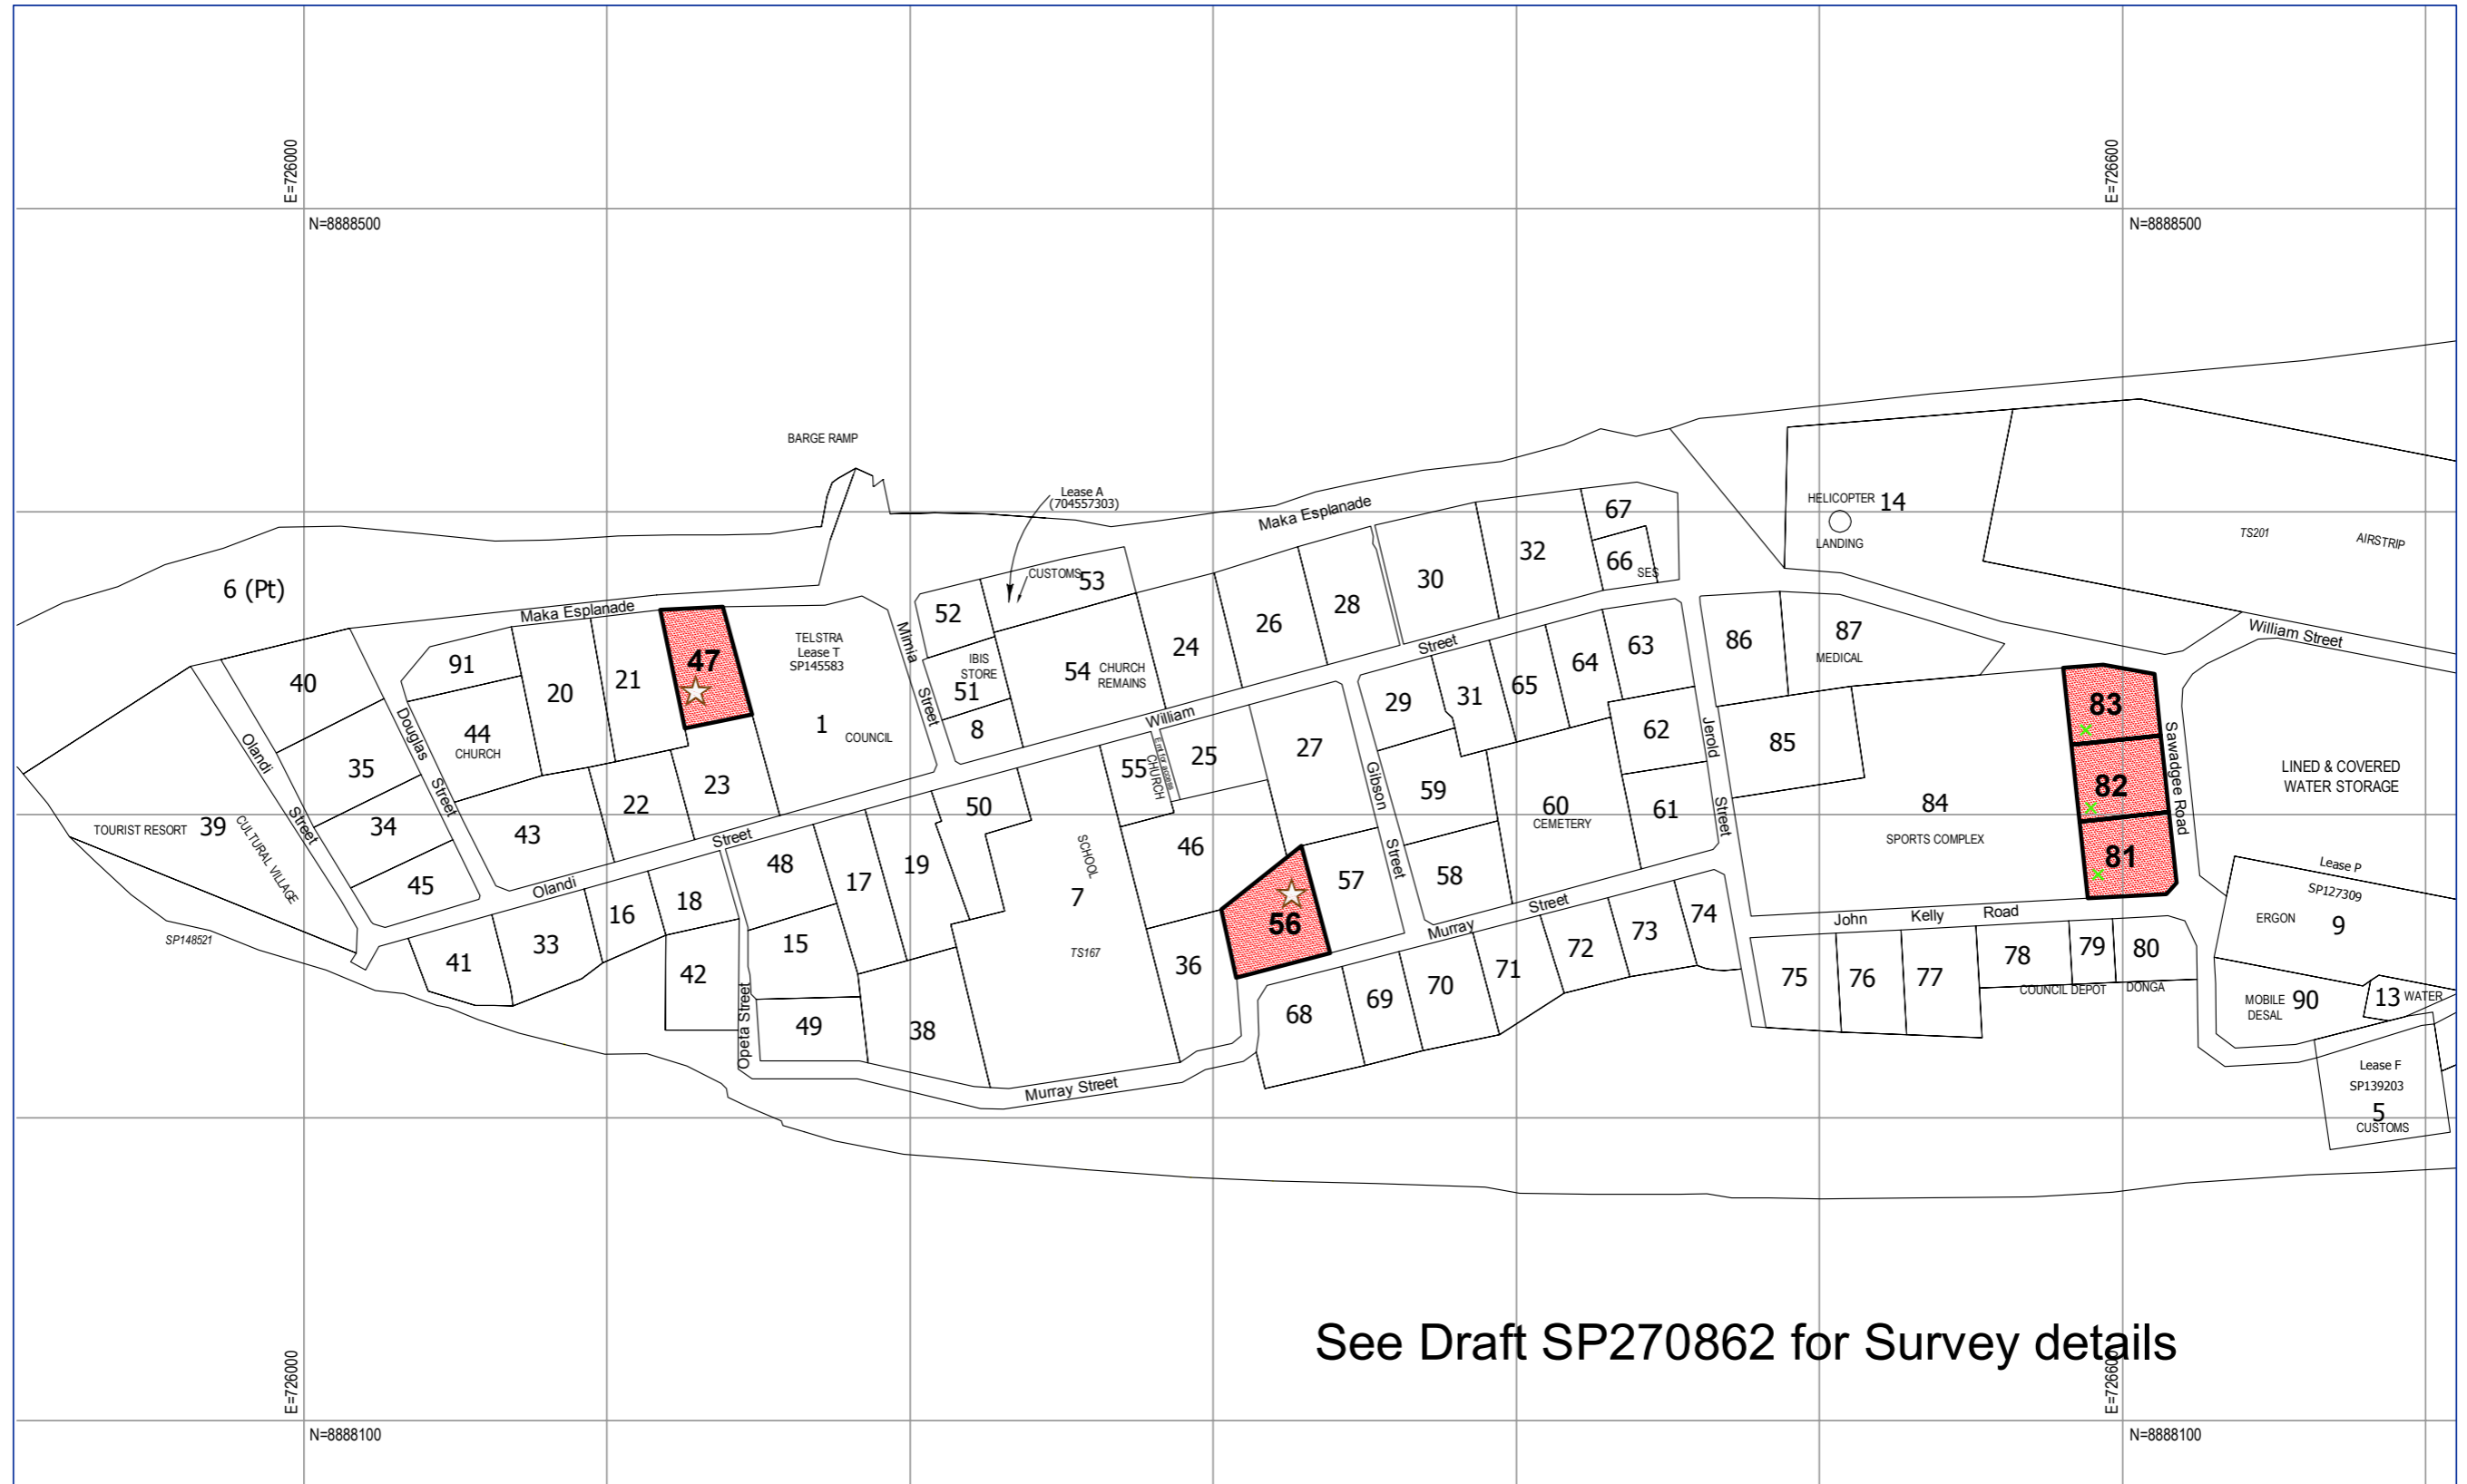 E=726000
E=726600
N=8888500
N=8888500
BARGE RAMP
Lease A
(704557303)
Maka Esplanade
67
HELICOPTER 14
LANDING
TS201
AIRSTRIP
32
66 SES
30
CUSTOMS 53
6 (Pt)
Maka Esplanade
52
28
26
24
63
64
65
31
29
86
87
MEDICAL
William Street
TELSTRA
Lease T
SP145583
Mimia
Street
IBIS
STORE
51
54 CHURCH
REMAINS
8
William
Street
47
21
20
91
40
44
CHURCH
Douglas
Street
1 COUNCIL
Olandi
Street
35
34
45
TOURIST RESORT 39
CULTURAL VILLAGE
SP148521
43
22
23
Olandi
Street
55
Emt for access
CHURCH
25
27
Gibson
Street
62
61
Jerold
Street
85
84
SPORTS COMPLEX
83
82
81
Sawadgee Road
LINED & COVERED
WATER STORAGE
59
58
60
CEMETERY
50
46
SCHOOL
7
TS167
48
17
19
57
56
18
16
33
41
42
15
49
38
36
Opeta Street
Murray Street
Murray
Street
68
69
70
71
72
73
74
John Kelly Road
75
76
77
78
79
80
COUNCIL DEPOT
DONGA
Lease P
SP127309
ERGON 9
MOBILE 90
DESAL
13 WATER
Lease F
SP139203
5
CUSTOMS
See Draft SP270862 for Survey details
E=726000
E=726600
N=8888100
N=8888100